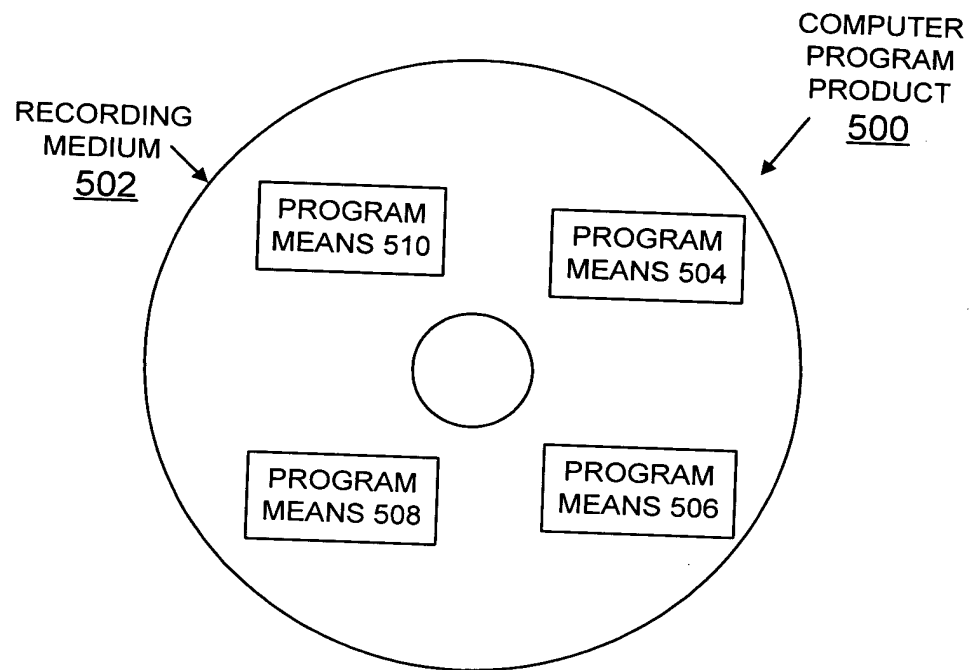 COMPUTER
PROGRAM
PRODUCT
500
RECORDING
MEDIUM
502
PROGRAM
MEANS 510
PROGRAM
MEANS 504
PROGRAM
MEANS 508
PROGRAM
MEANS 506